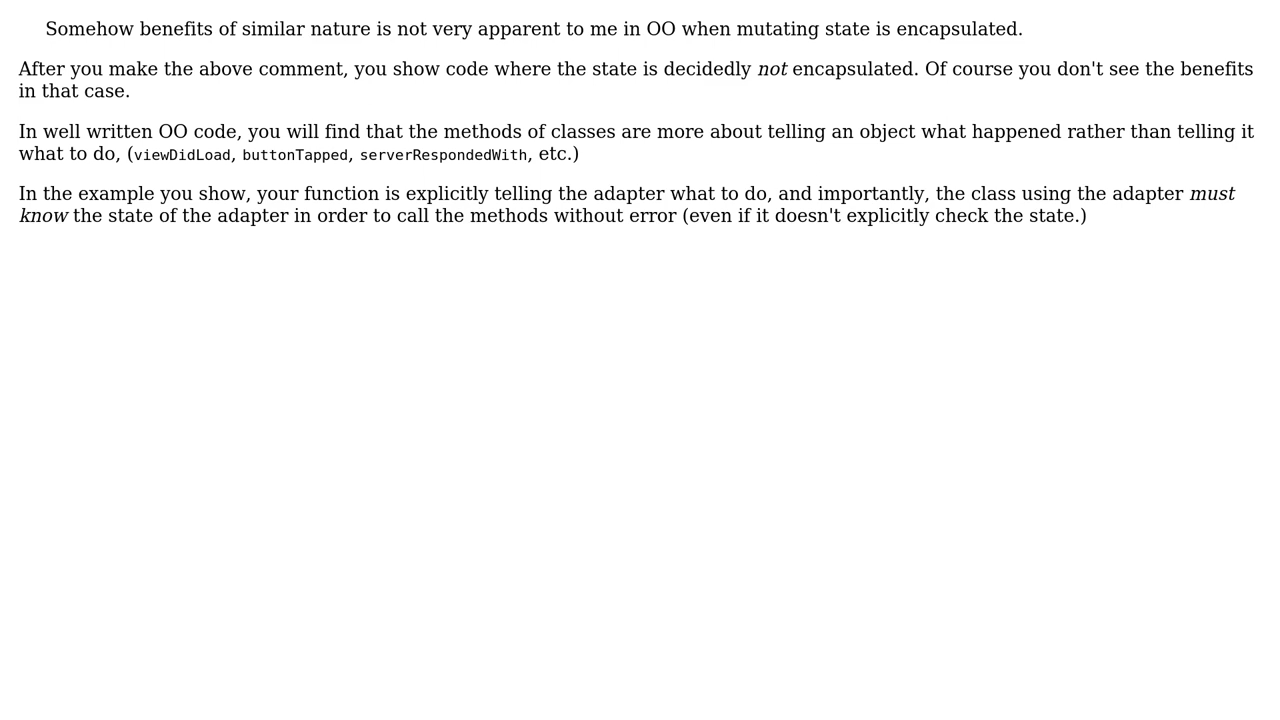 Somehow benefits of similar nature is not very apparent to me in OO when mutating state is encapsulated.
After you make the above comment, you show code where the state is decidedly not encapsulated. Of course you don't see the benefits
in that case.
In well written OO code, you will find that the methods of classes are more about telling an object what happened rather than telling it
what to do, (viewDidLoad, buttonTapped, serverRespondedWith, etc.)
In the example you show, your function is explicitly telling the adapter what to do, and importantly, the class using the adapter must
know the state of the adapter in order to call the methods without error (even if it doesn't explicitly check the state.)